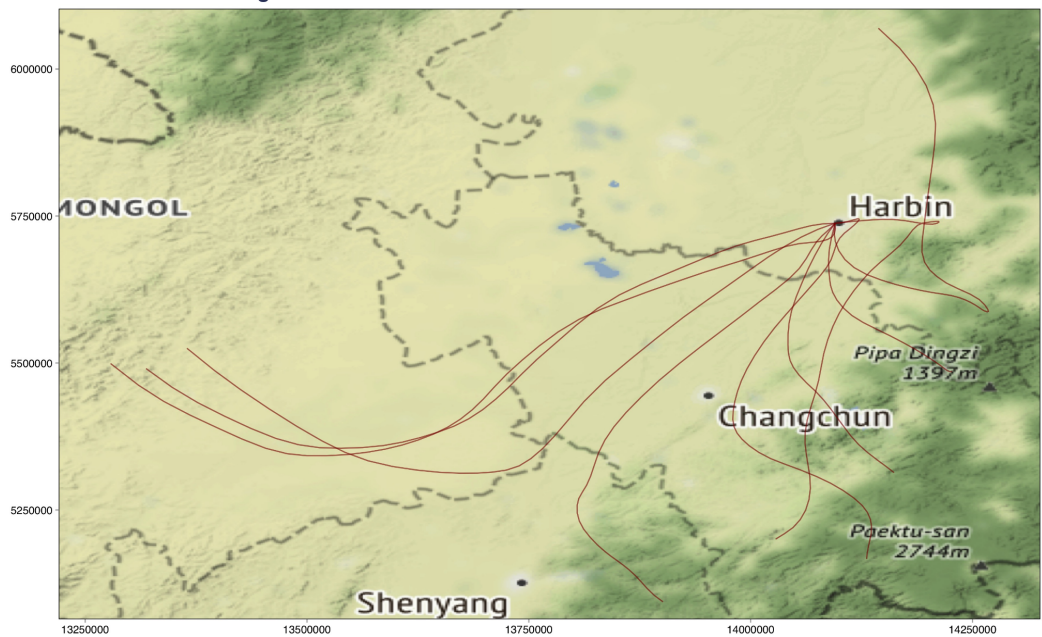 6000000
MONGOL
Harbin
5750000
5500000
Pipa Dingzi
1397m
Changchun
5250000
Paektu-san
2744m
Shenyang
13250000 13500000 13750000 14000000 14250000